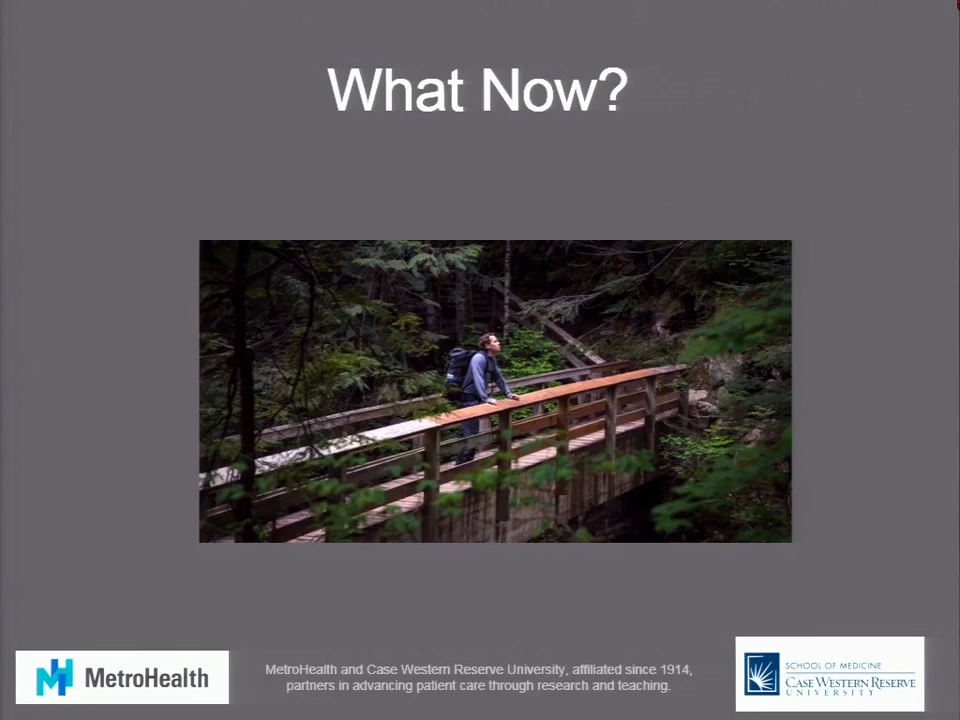 What Now?
MetroHealth
MetroHealth and Case Western Reserve University, affiliated since 1914,
partners in advancing patient care through research and teaching.
SCHOOL OF MEDICINE
CASE WESTERN RESERVE
UNIVERSITY